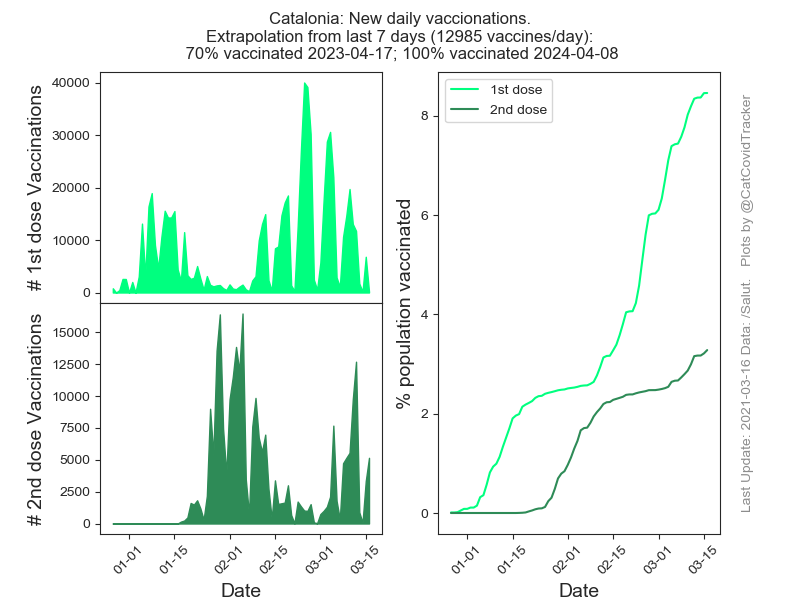 Catalonia: New daily vaccionations.
Extrapolation from last 7 days (12985 vaccines/day):
70% vaccinated 2023-04-17; 100% vaccinated 2024-04-08
# 1st dose Vaccinations
40000
30000
20000
10000
0
# 2nd dose Vaccinations
15000
12500
10000
7500
5000
2500
0
01-01
01-15
02-01
02-15
03-01
03-15
Date
% population vaccinated
8
6
4
2
0
1st dose
2nd dose
01-01
01-15
02-01
02-15
03-01
03-15
Date
Last Update: 2021-03-16 Data: /Salut. Plots by @CatCovidTracker